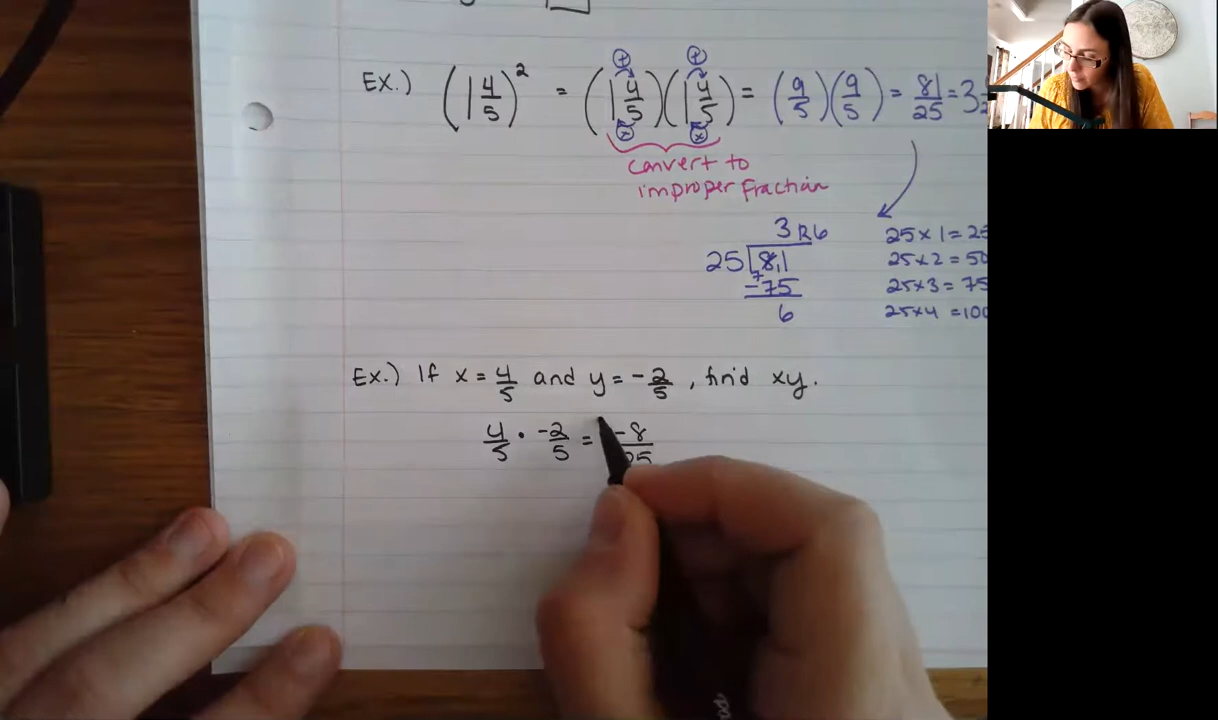 Ex.) (1 4/5)² = (1 4/5)(1 4/5) = (9/5)(9/5) = 81/25 = 3
convert to
improper fraction
3 R6
25 81
-75
6
25×1=25
25×2=50
25×3=75
25×4=100
Ex.) If x = 4/5 and y = -2/5, find xy.
4/5 · -2/5 = -8/25